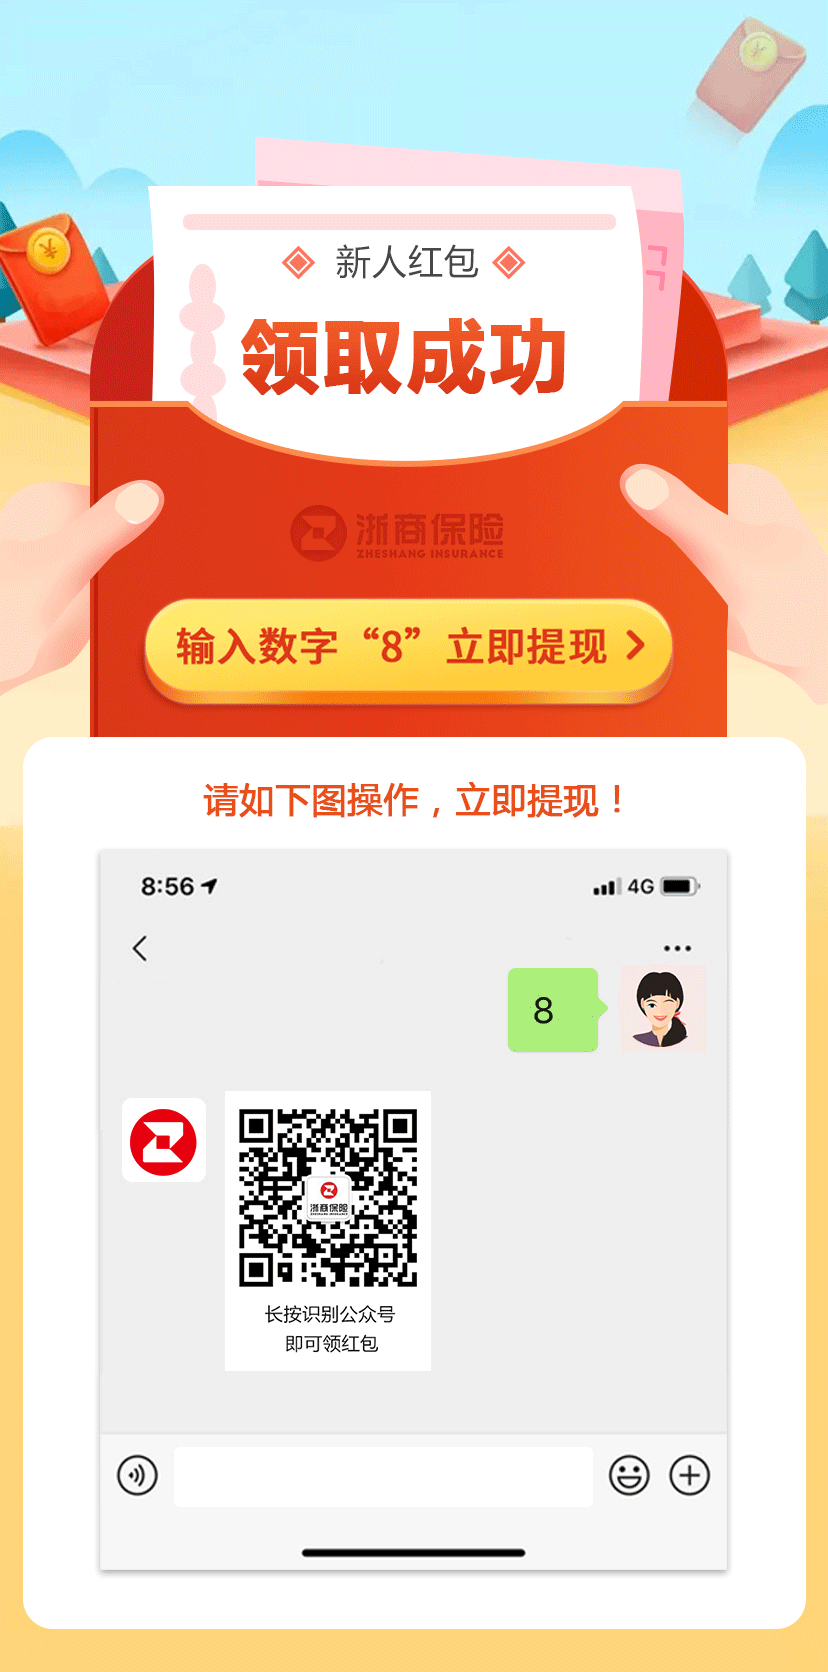 新人红包
领取成功
浙商保险
ZHESHANG INSURANCE
输入数字“8”立即提现
请如下图操作，立即提现！
8:56
4G
8
浙商保险
长按识别公众号
即可领红包